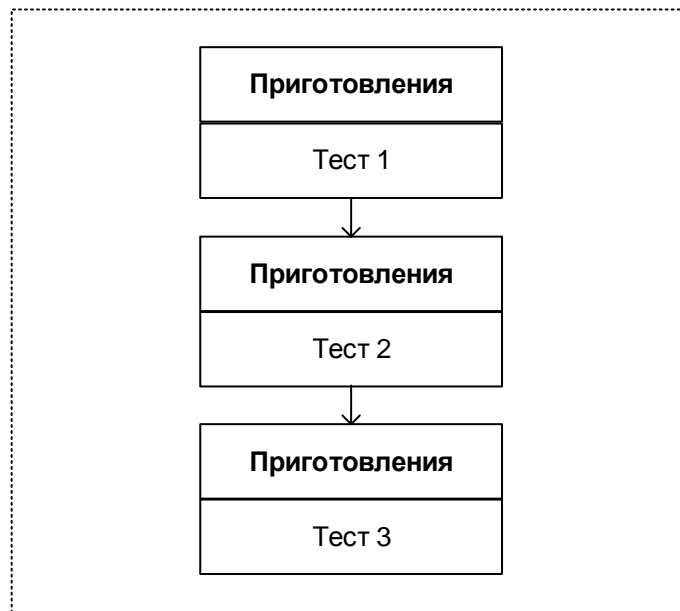 Приготовления
Тест 1
Приготовления
Тест 2
Приготовления
Тест 3